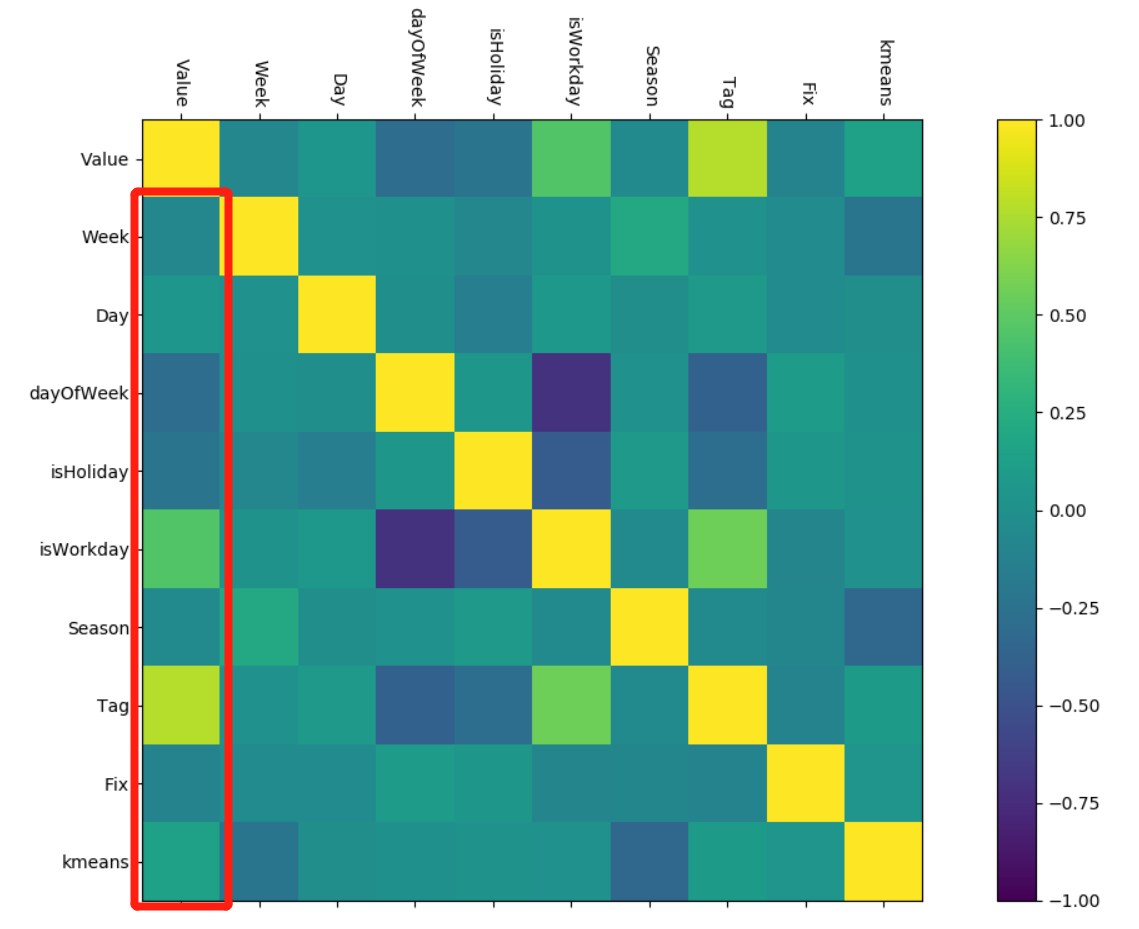 Value
Week
Day
dayOfWeek
isHoliday
isWorkday
Season
Tag
Fix
kmeans
Value
Week
Day
dayOfWeek
isHoliday
isWorkday
Season
Tag
Fix
kmeans
1.00
0.75
0.50
0.25
0.00
−0.25
−0.50
−0.75
−1.00